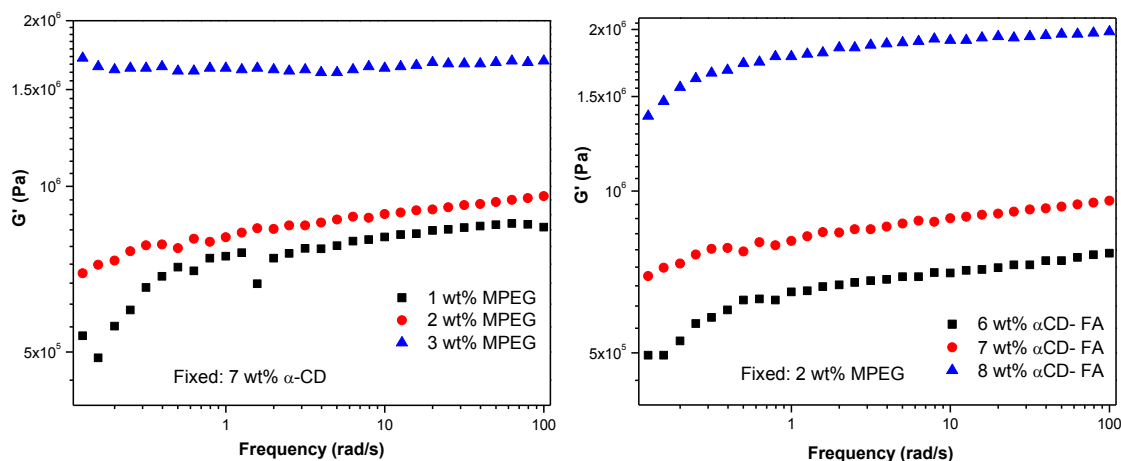 2x10⁶
1.5x10⁶
10⁶
5x10⁵
G' (Pa)
1 wt% MPEG
2 wt% MPEG
3 wt% MPEG
Fixed: 7 wt% α-CD
1
10
100
Frequency (rad/s)
2x10⁶
1.5x10⁶
10⁶
5x10⁵
G' (Pa)
6 wt% αCD- FA
7 wt% αCD- FA
8 wt% αCD- FA
Fixed: 2 wt% MPEG
1
10
100
Frequency (rad/s)